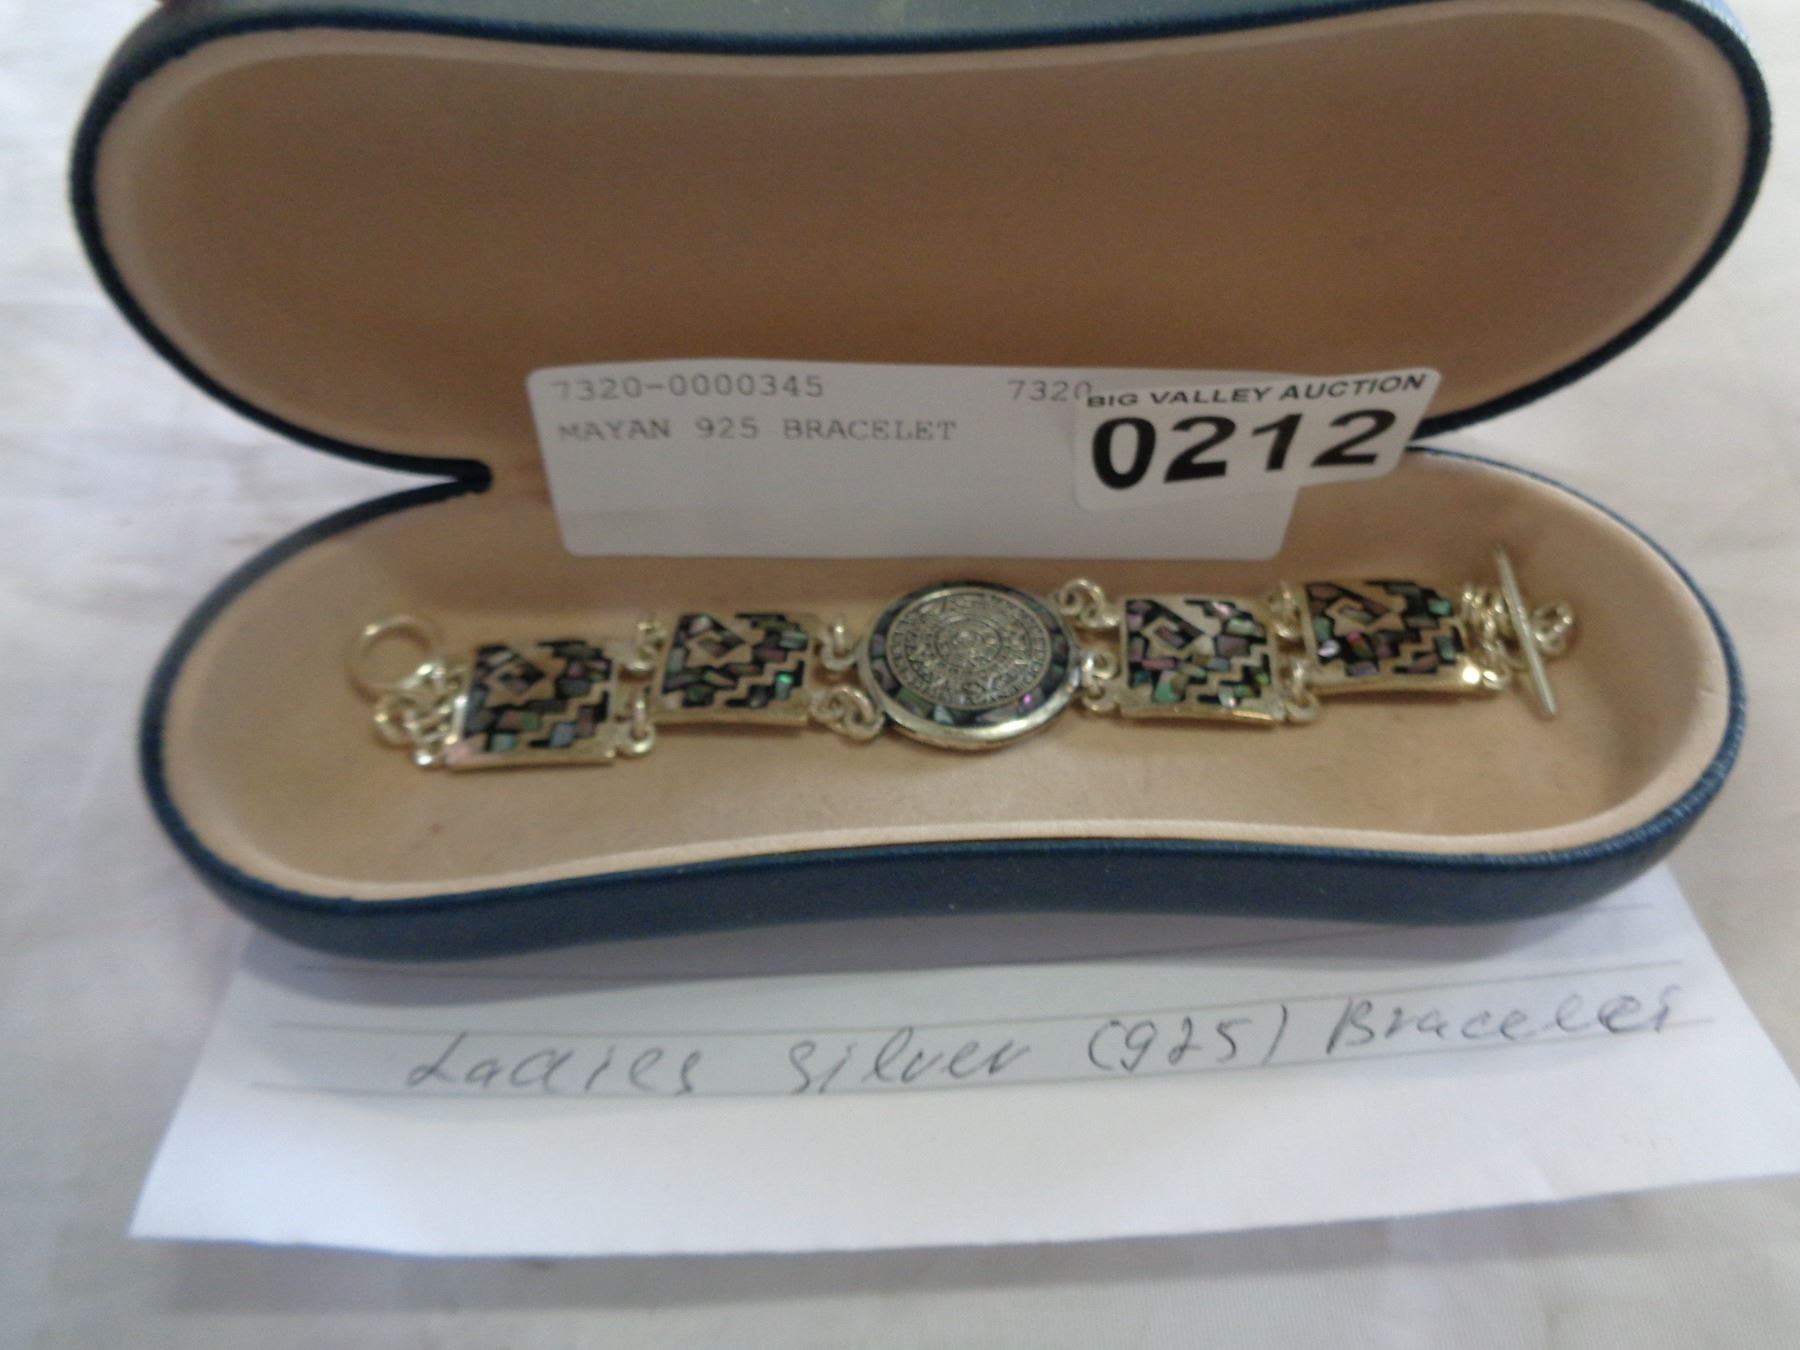 7320-0000345 7320
MAYAN 925 BRACELET
BIG VALLEY AUCTION
0212
Ladies Silver (925) Bracelet